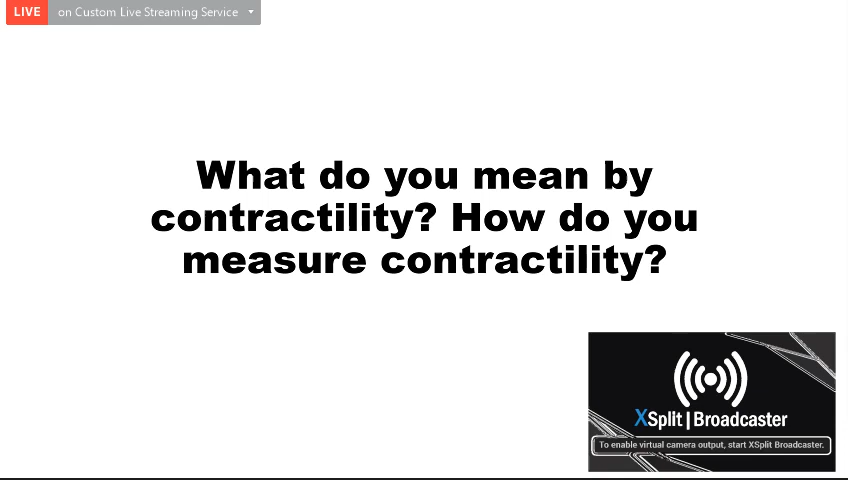 LIVE on Custom Live Streaming Service
What do you mean by
contractility? How do you
measure contractility?
XSplit | Broadcaster
To enable virtual camera output, start XSplit Broadcaster.